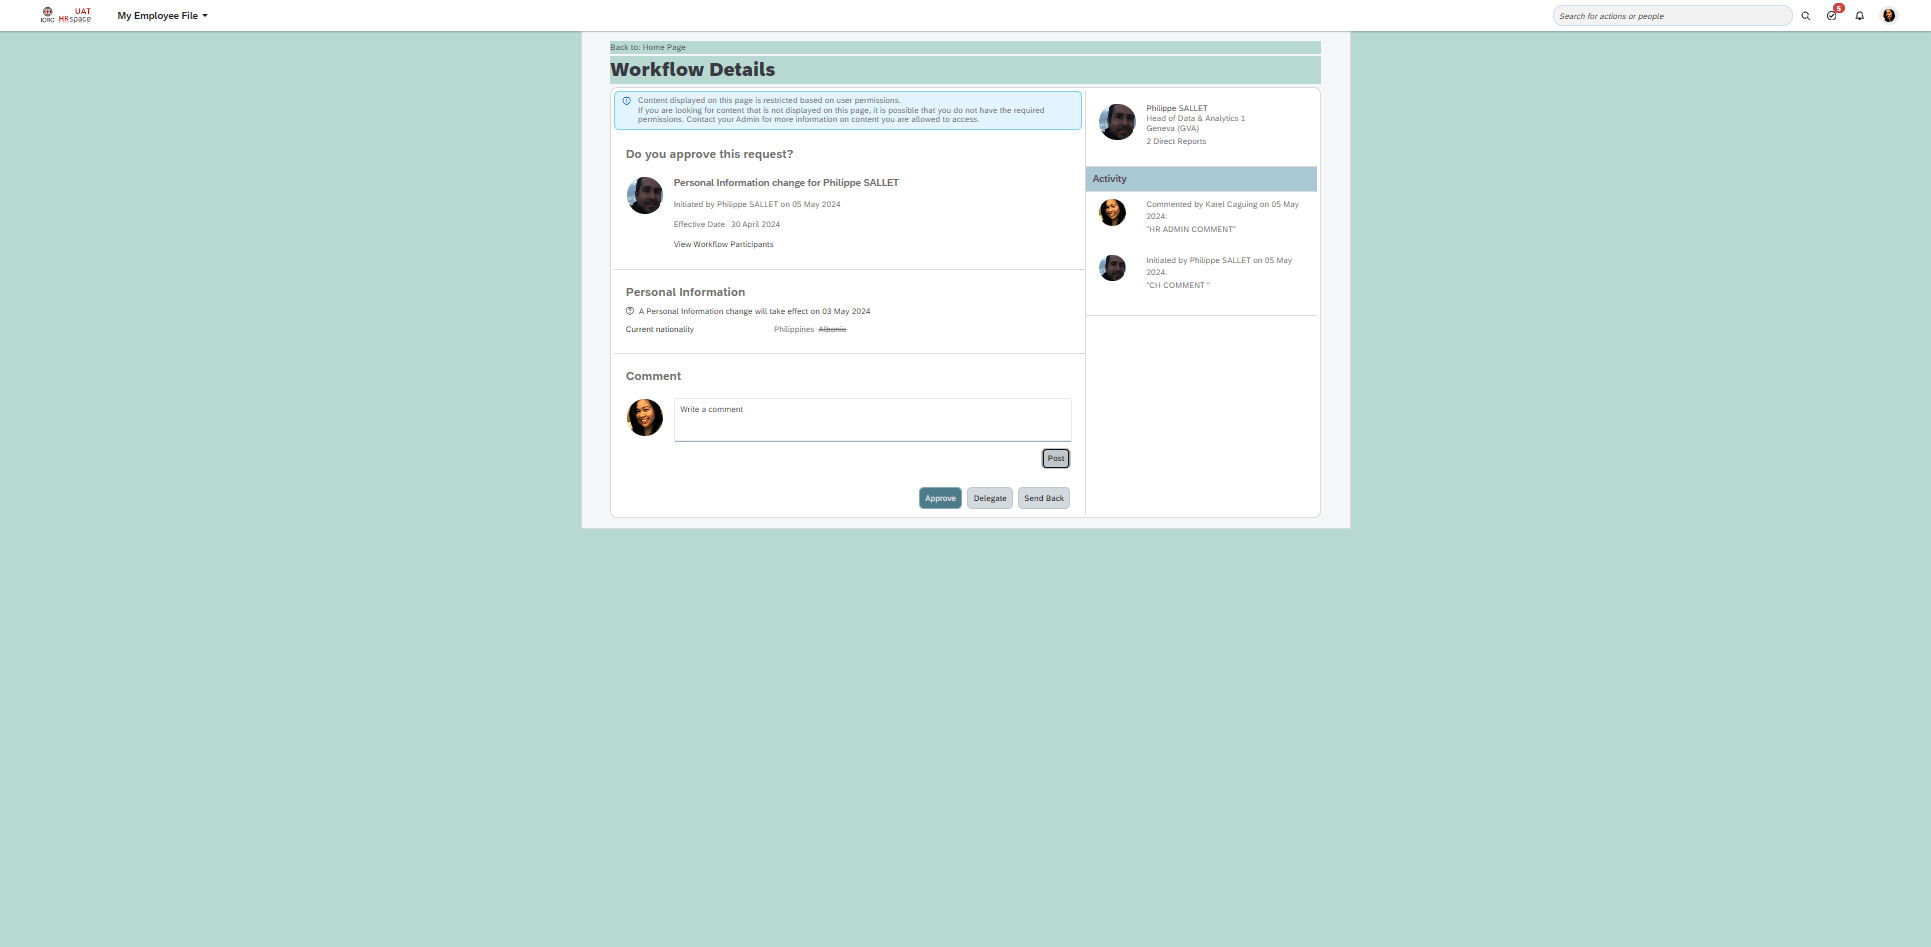 ICRC
UAT
HRspace
My Employee File
Search for actions or people
5
Back to: Home Page
Workflow Details
Content displayed on this page is restricted based on user permissions.
If you are looking for content that is not displayed on this page, it is possible that you do not have the required
permissions. Contact your Admin for more information on content you are allowed to access.
Do you approve this request?
Personal Information change for Philippe SALLET
Initiated by Philippe SALLET on 05 May 2024
Effective Date 30 April 2024
View Workflow Participants
Personal Information
A Personal Information change will take effect on 03 May 2024
Current nationality Philippines Albania
Comment
Write a comment
Post
Approve Delegate Send Back
Philippe SALLET
Head of Data & Analytics 1
Geneva (GVA)
2 Direct Reports
Activity
Commented by Karel Caguing on 05 May
2024:
"HR ADMIN COMMENT"
Initiated by Philippe SALLET on 05 May
2024.
"CH COMMENT "